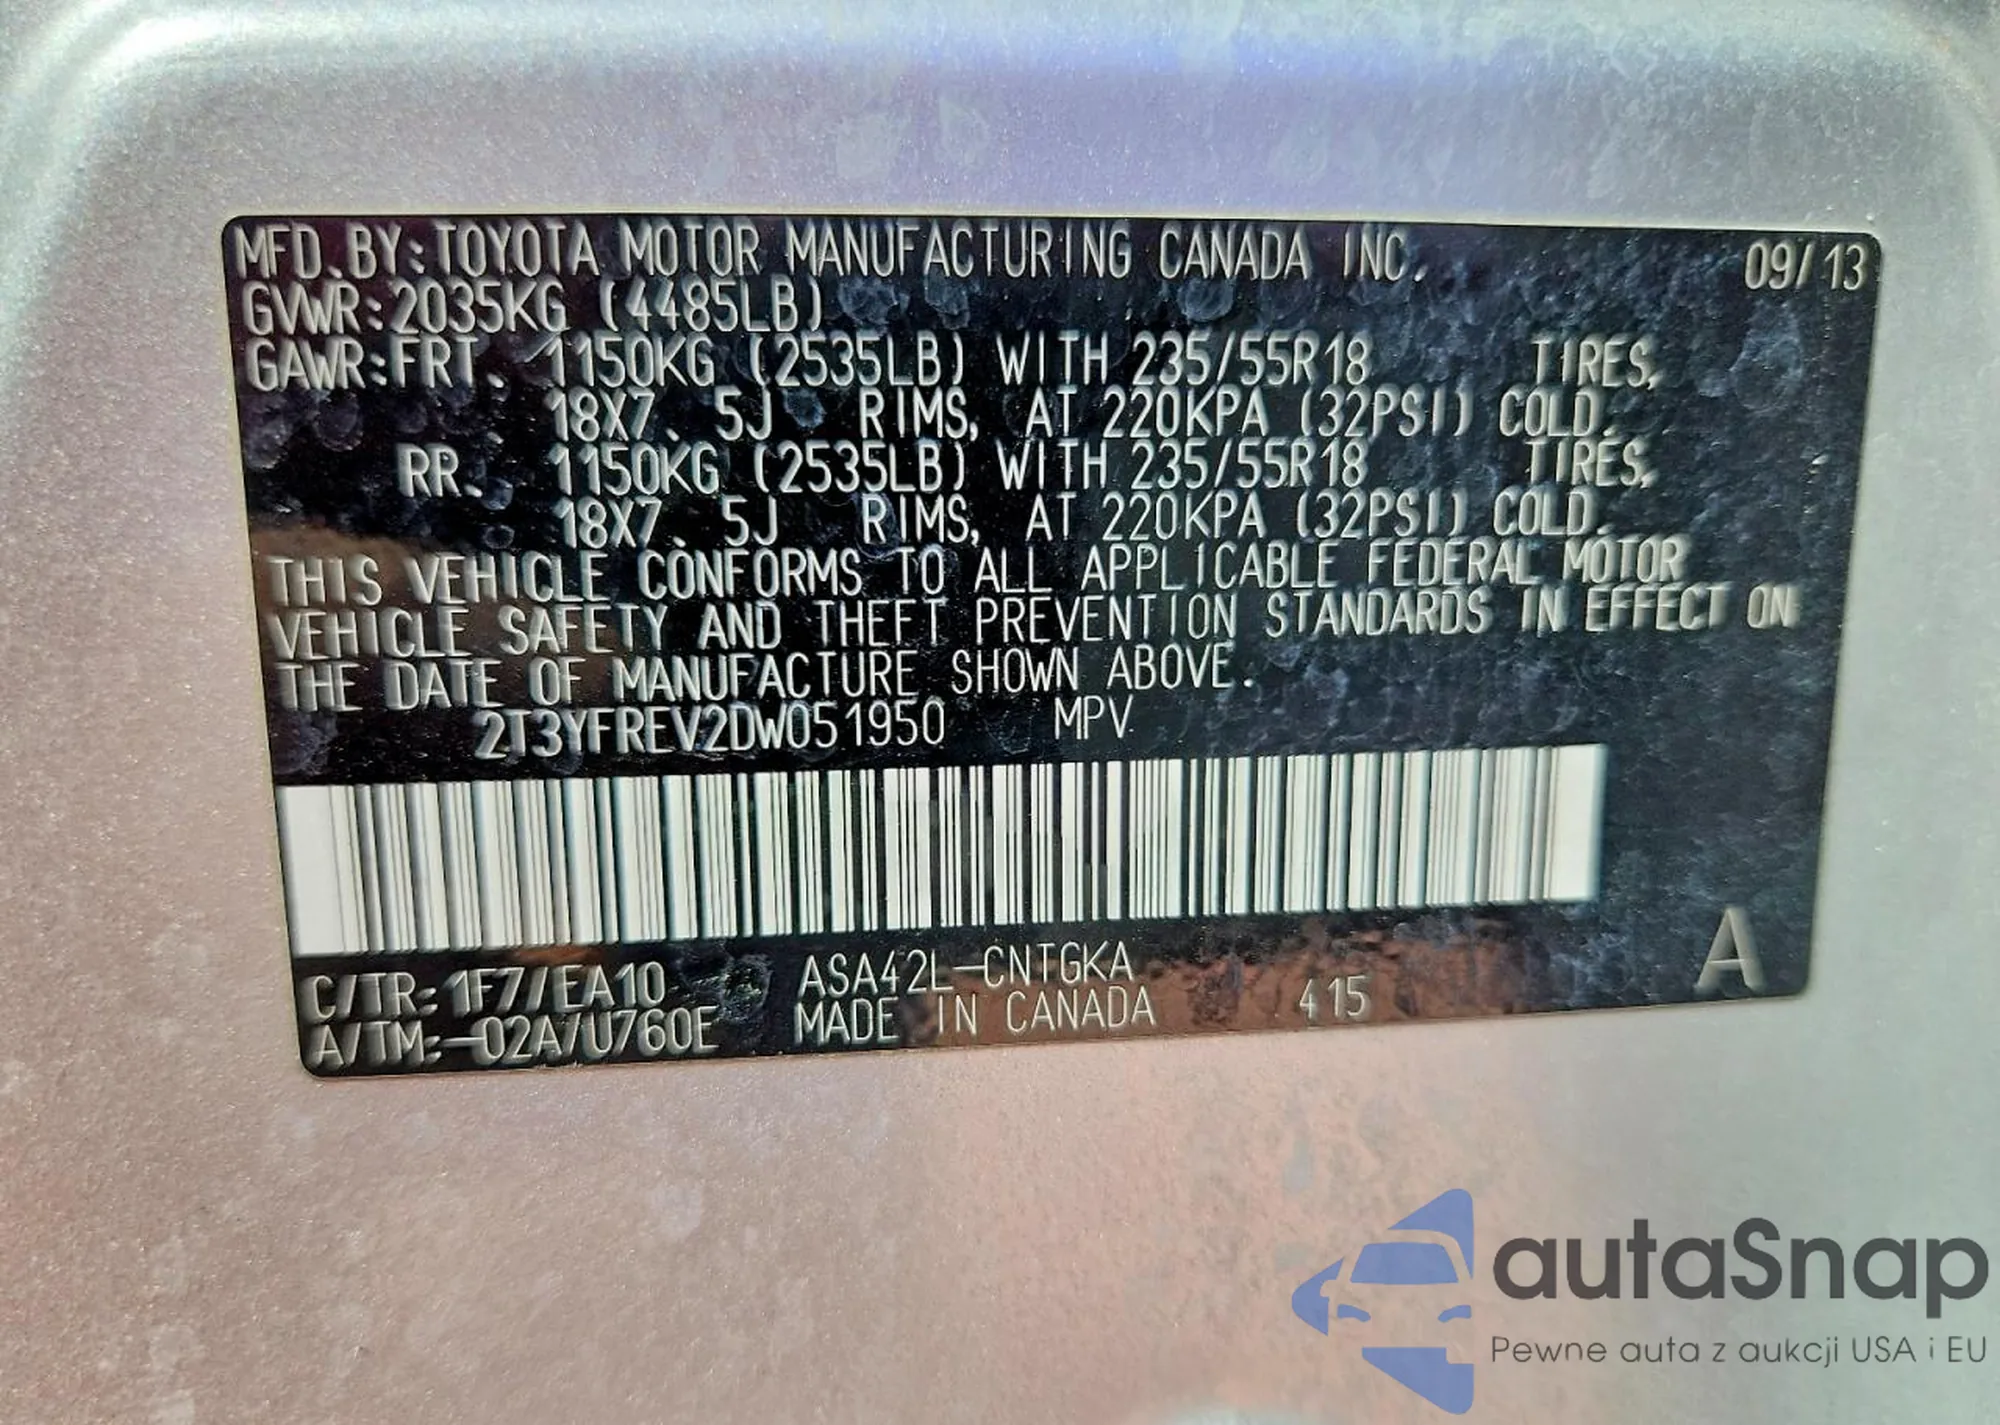 MFD.BY:TOYOTA MOTOR MANUFACTURING CANADA INC. 09/13
GVWR:2035KG (4485LB)
GAWR:FRT. 1150KG (2535LB) WITH 235/55R18 TIRES,
18X7.5J RIMS, AT 220KPA (32PSI) COLD.
RR. 1150KG (2535LB) WITH 235/55R18 TIRES,
18X7.5J RIMS, AT 220KPA (32PSI) COLD.
THIS VEHICLE CONFORMS TO ALL APPLICABLE FEDERAL MOTOR
VEHICLE SAFETY AND THEFT PREVENTION STANDARDS IN EFFECT ON
THE DATE OF MANUFACTURE SHOWN ABOVE.
2T3YFREV2DW051950 MPV
C/TR:1F7/EA10 ASA42L-CNTGKA
A/TM:-02A/U760E MADE IN CANADA 415 A
autaSnap
Pewne auta z aukcji USA i EU